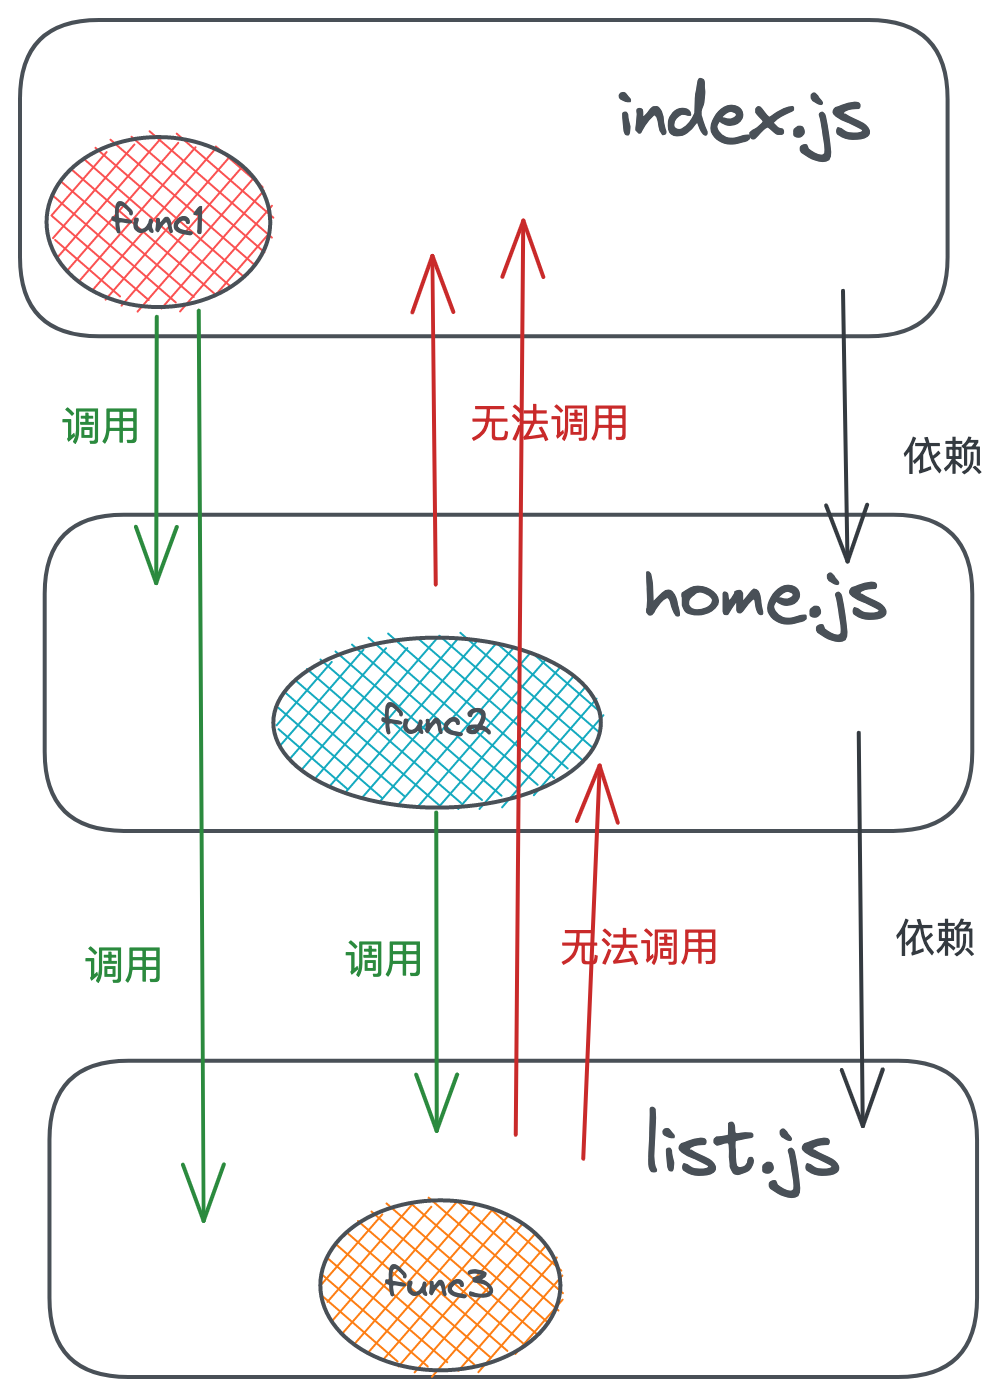 index.js
func1
调用
无法调用
依赖
home.js
func2
调用
调用
无法调用
依赖
list.js
func3